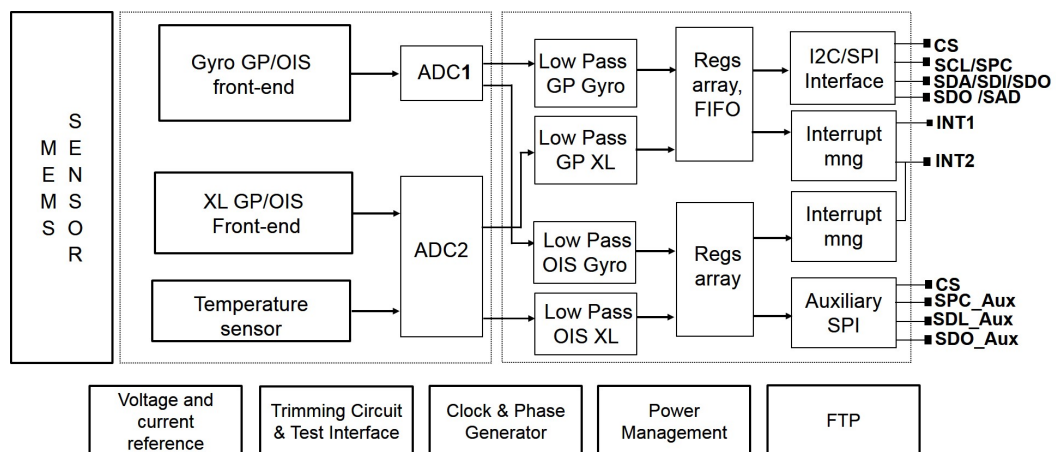 MEMS
SENSOR
Gyro GP/OIS
front-end
XL GP/OIS
Front-end
Temperature
sensor
ADC1
ADC2
Low Pass
GP Gyro
Low Pass
GP XL
Low Pass
OIS Gyro
Low Pass
OIS XL
Regs
array,
FIFO
Regs
array
I2C/SPI
Interface
Interrupt
mng
Interrupt
mng
Auxiliary
SPI
CS
SCL/SPC
SDA/SDI/SDO
SDO /SAD
INT1
INT2
CS
SPC_Aux
SDL_Aux
SDO_Aux
Voltage and
current
reference
Trimming Circuit
& Test Interface
Clock & Phase
Generator
Power
Management
FTP